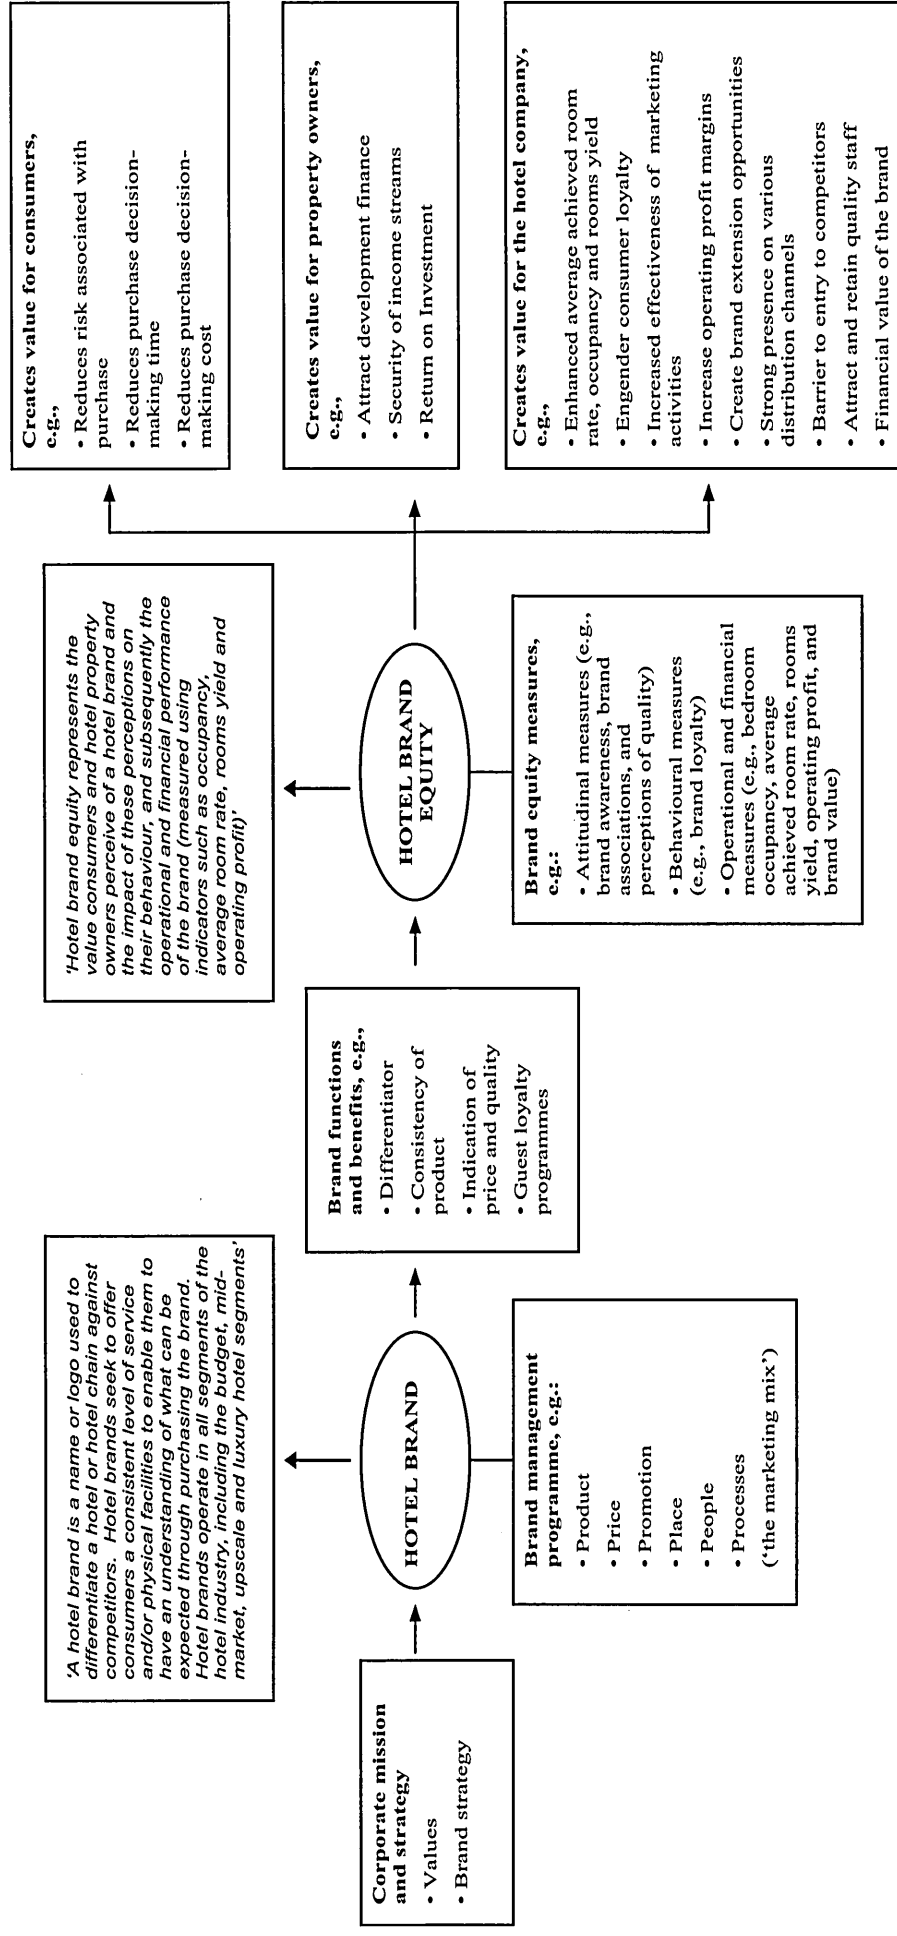 Corporate mission
and strategy
• Values
• Brand strategy
'A hotel brand is a name or logo used to
differentiate a hotel or hotel chain against
competitors. Hotel brands seek to offer
consumers a consistent level of service
and/or physical facilities to enable them to
have an understanding of what can be
expected through purchasing the brand.
Hotel brands operate in all segments of the
hotel industry, including the budget, mid-
market, upscale and luxury hotel segments'
HOTEL BRAND
Brand management
programme, e.g.:
• Product
• Price
• Promotion
• Place
• People
• Processes
('the marketing mix')
Brand functions
and benefits, e.g.,
• Differentiator
• Consistency of
product
• Indication of
price and quality
• Guest loyalty
programmes
'Hotel brand equity represents the
value consumers and hotel property
owners perceive of a hotel brand and
the impact of these perceptions on
their behaviour, and subsequently the
operational and financial performance
of the brand (measured using
indicators such as occupancy,
average room rate, rooms yield and
operating profit)'
HOTEL BRAND
EQUITY
Brand equity measures,
e.g.:
• Attitudinal measures (e.g.,
brand awareness, brand
associations, and
perceptions of quality)
• Behavioural measures
(e.g., brand loyalty)
• Operational and financial
measures (e.g., bedroom
occupancy, average
achieved room rate, rooms
yield, operating profit, and
brand value)
Creates value for consumers,
e.g.,
• Reduces risk associated with
purchase
• Reduces purchase decision-
making time
• Reduces purchase decision-
making cost
Creates value for property owners,
e.g.,
• Attract development finance
• Security of income streams
• Return on Investment
Creates value for the hotel company,
e.g.,
• Enhanced average achieved room
rate, occupancy and rooms yield
• Engender consumer loyalty
• Increased effectiveness of marketing
activities
• Increase operating profit margins
• Create brand extension opportunities
• Strong presence on various
distribution channels
• Barrier to entry to competitors
• Attract and retain quality staff
• Financial value of the brand